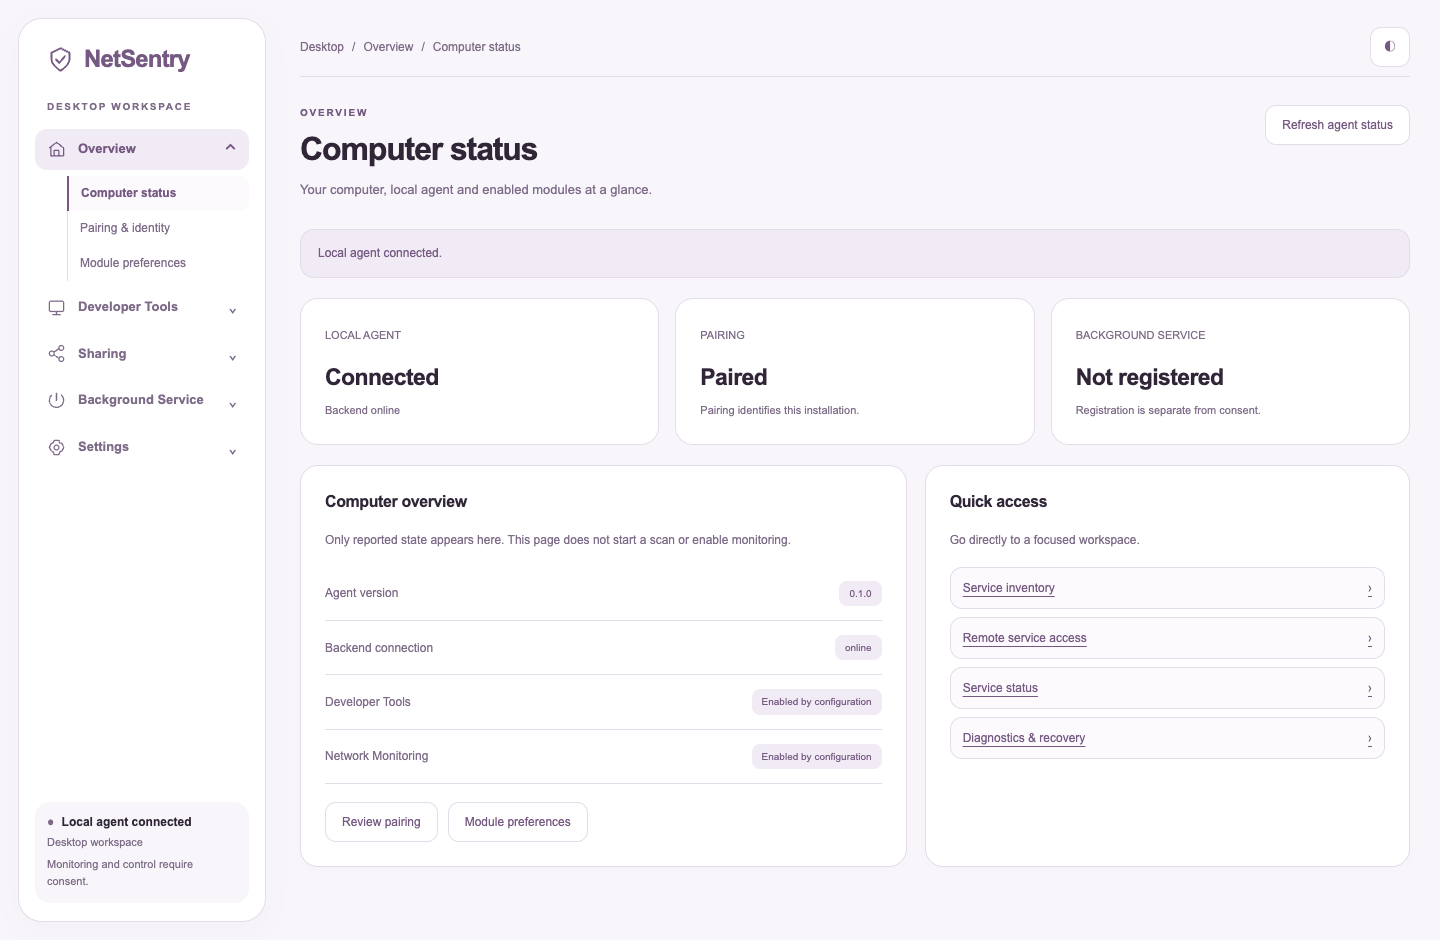 NetSentry
DESKTOP WORKSPACE
Overview
Computer status
Pairing & identity
Module preferences
Developer Tools
Sharing
Background Service
Settings
Local agent connected
Desktop workspace
Monitoring and control require
consent.
Desktop / Overview / Computer status
OVERVIEW
Computer status
Your computer, local agent and enabled modules at a glance.
Refresh agent status
Local agent connected.
LOCAL AGENT
Connected
Backend online
PAIRING
Paired
Pairing identifies this installation.
BACKGROUND SERVICE
Not registered
Registration is separate from consent.
Computer overview
Only reported state appears here. This page does not start a scan or enable monitoring.
Agent version 0.1.0
Backend connection online
Developer Tools Enabled by configuration
Network Monitoring Enabled by configuration
Review pairing Module preferences
Quick access
Go directly to a focused workspace.
Service inventory ›
Remote service access ›
Service status ›
Diagnostics & recovery ›